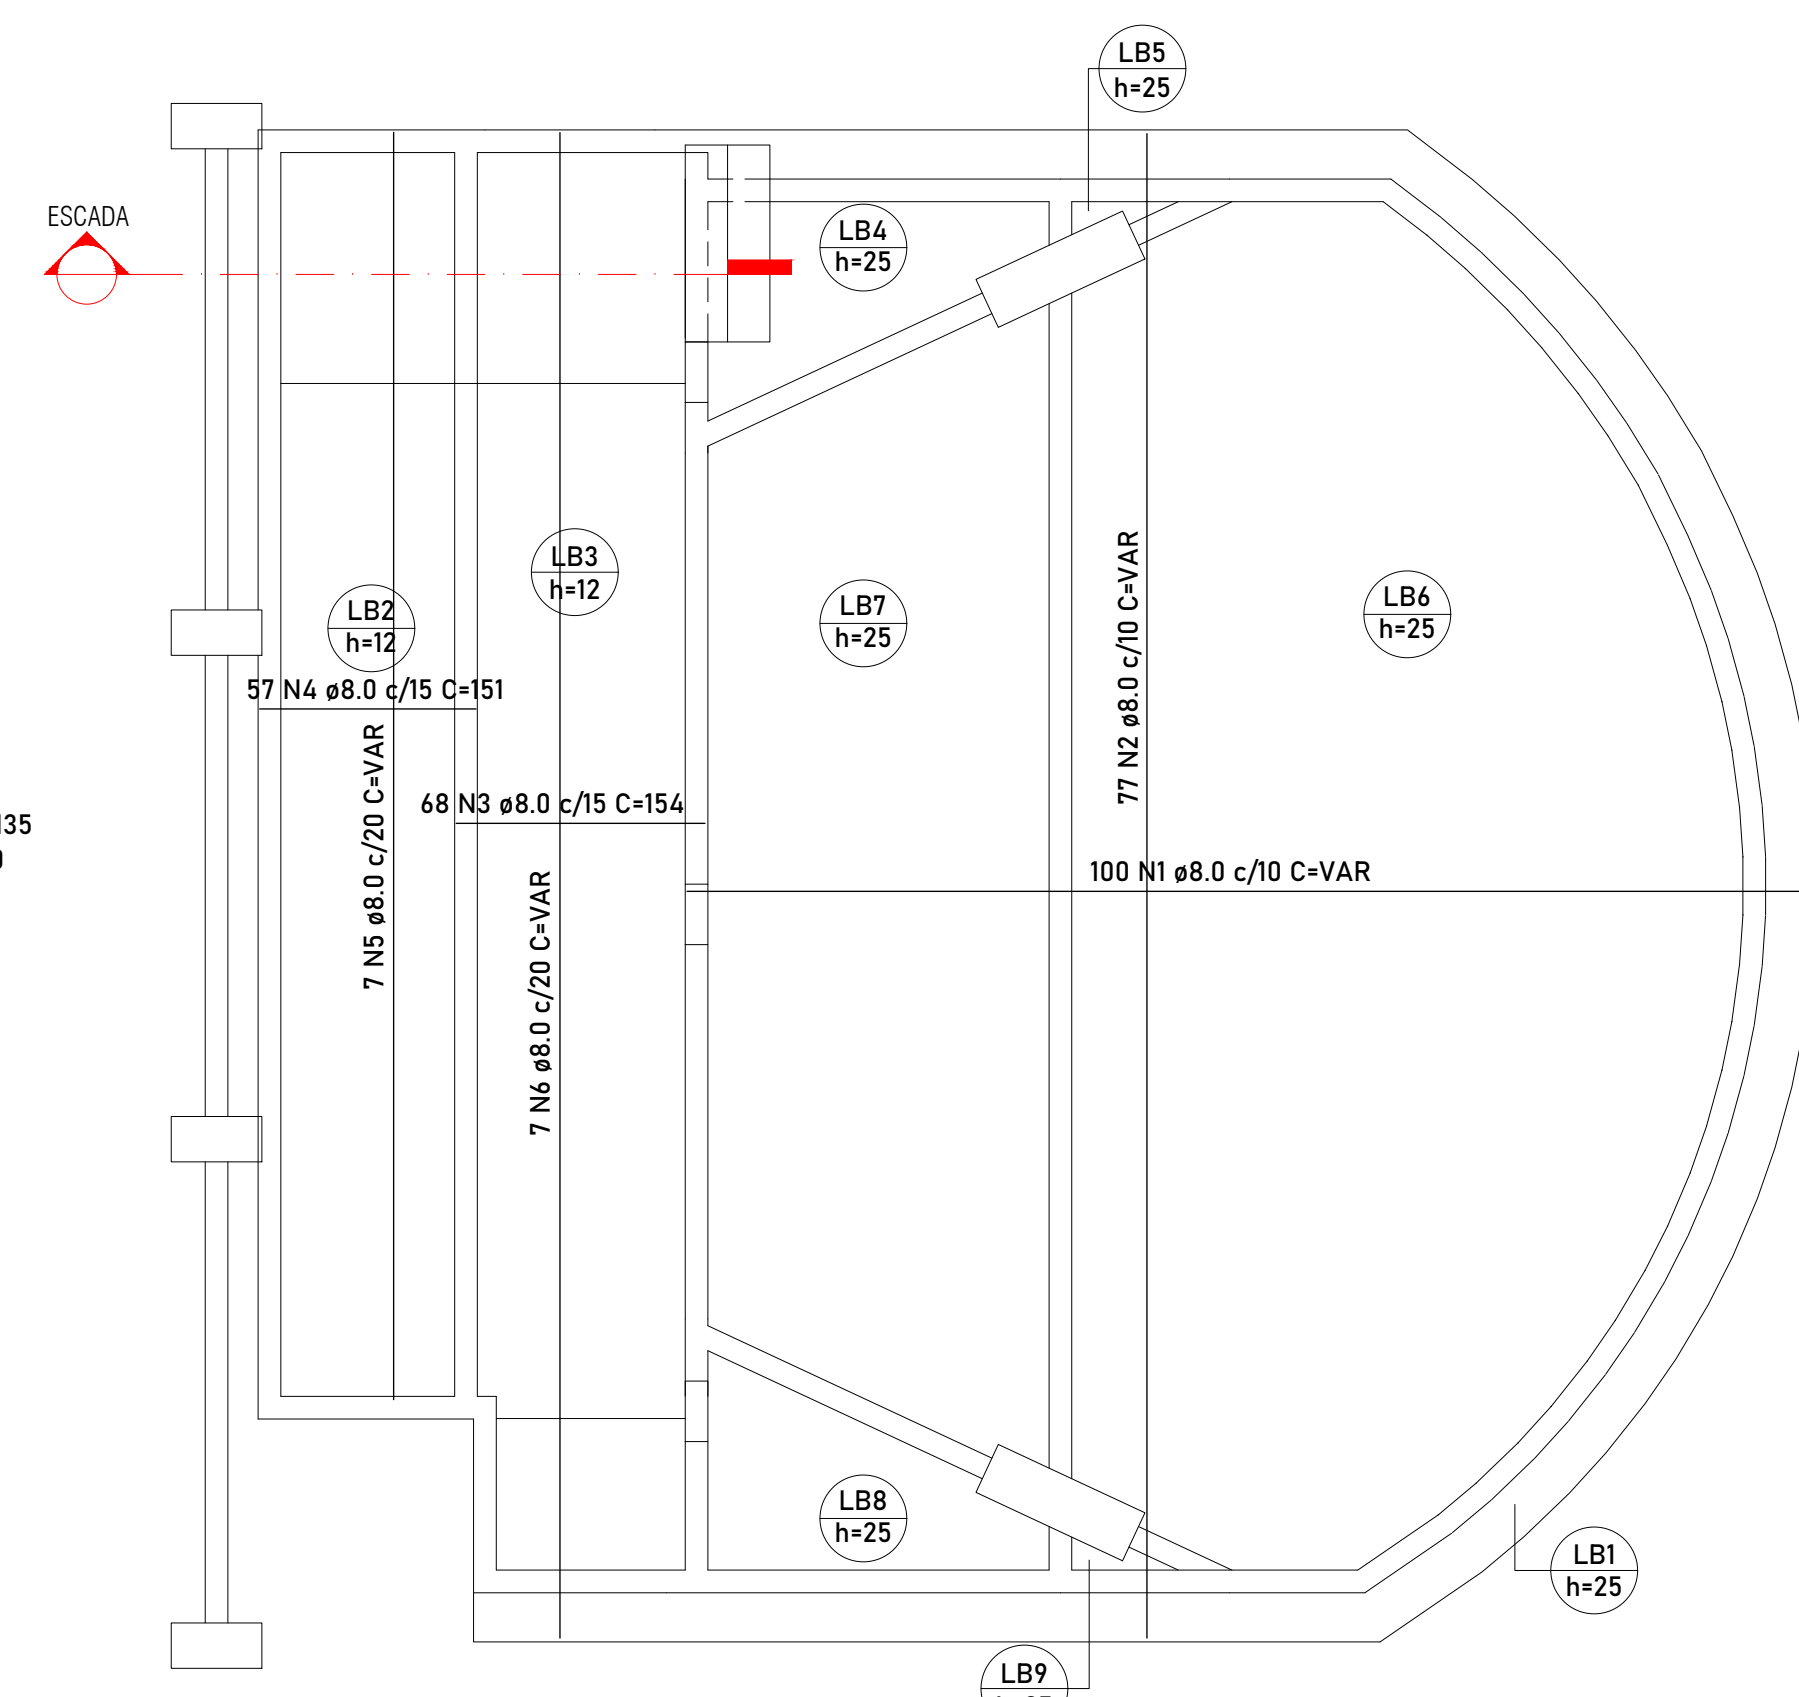 LB5
h=25
ESCADA
LB4
h=25
LB3
h=12
LB2
h=12
LB7
h=25
LB6
h=25
57 N4 ø8.0 c/15 C=151
77 N2 ø8.0 c/10 C=VAR
7 N5 ø8.0 c/20 C=VAR
68 N3 ø8.0 c/15 C=154
135
100 N1 ø8.0 c/10 C=VAR
7 N6 ø8.0 c/20 C=VAR
LB8
h=25
LB1
h=25
LB9